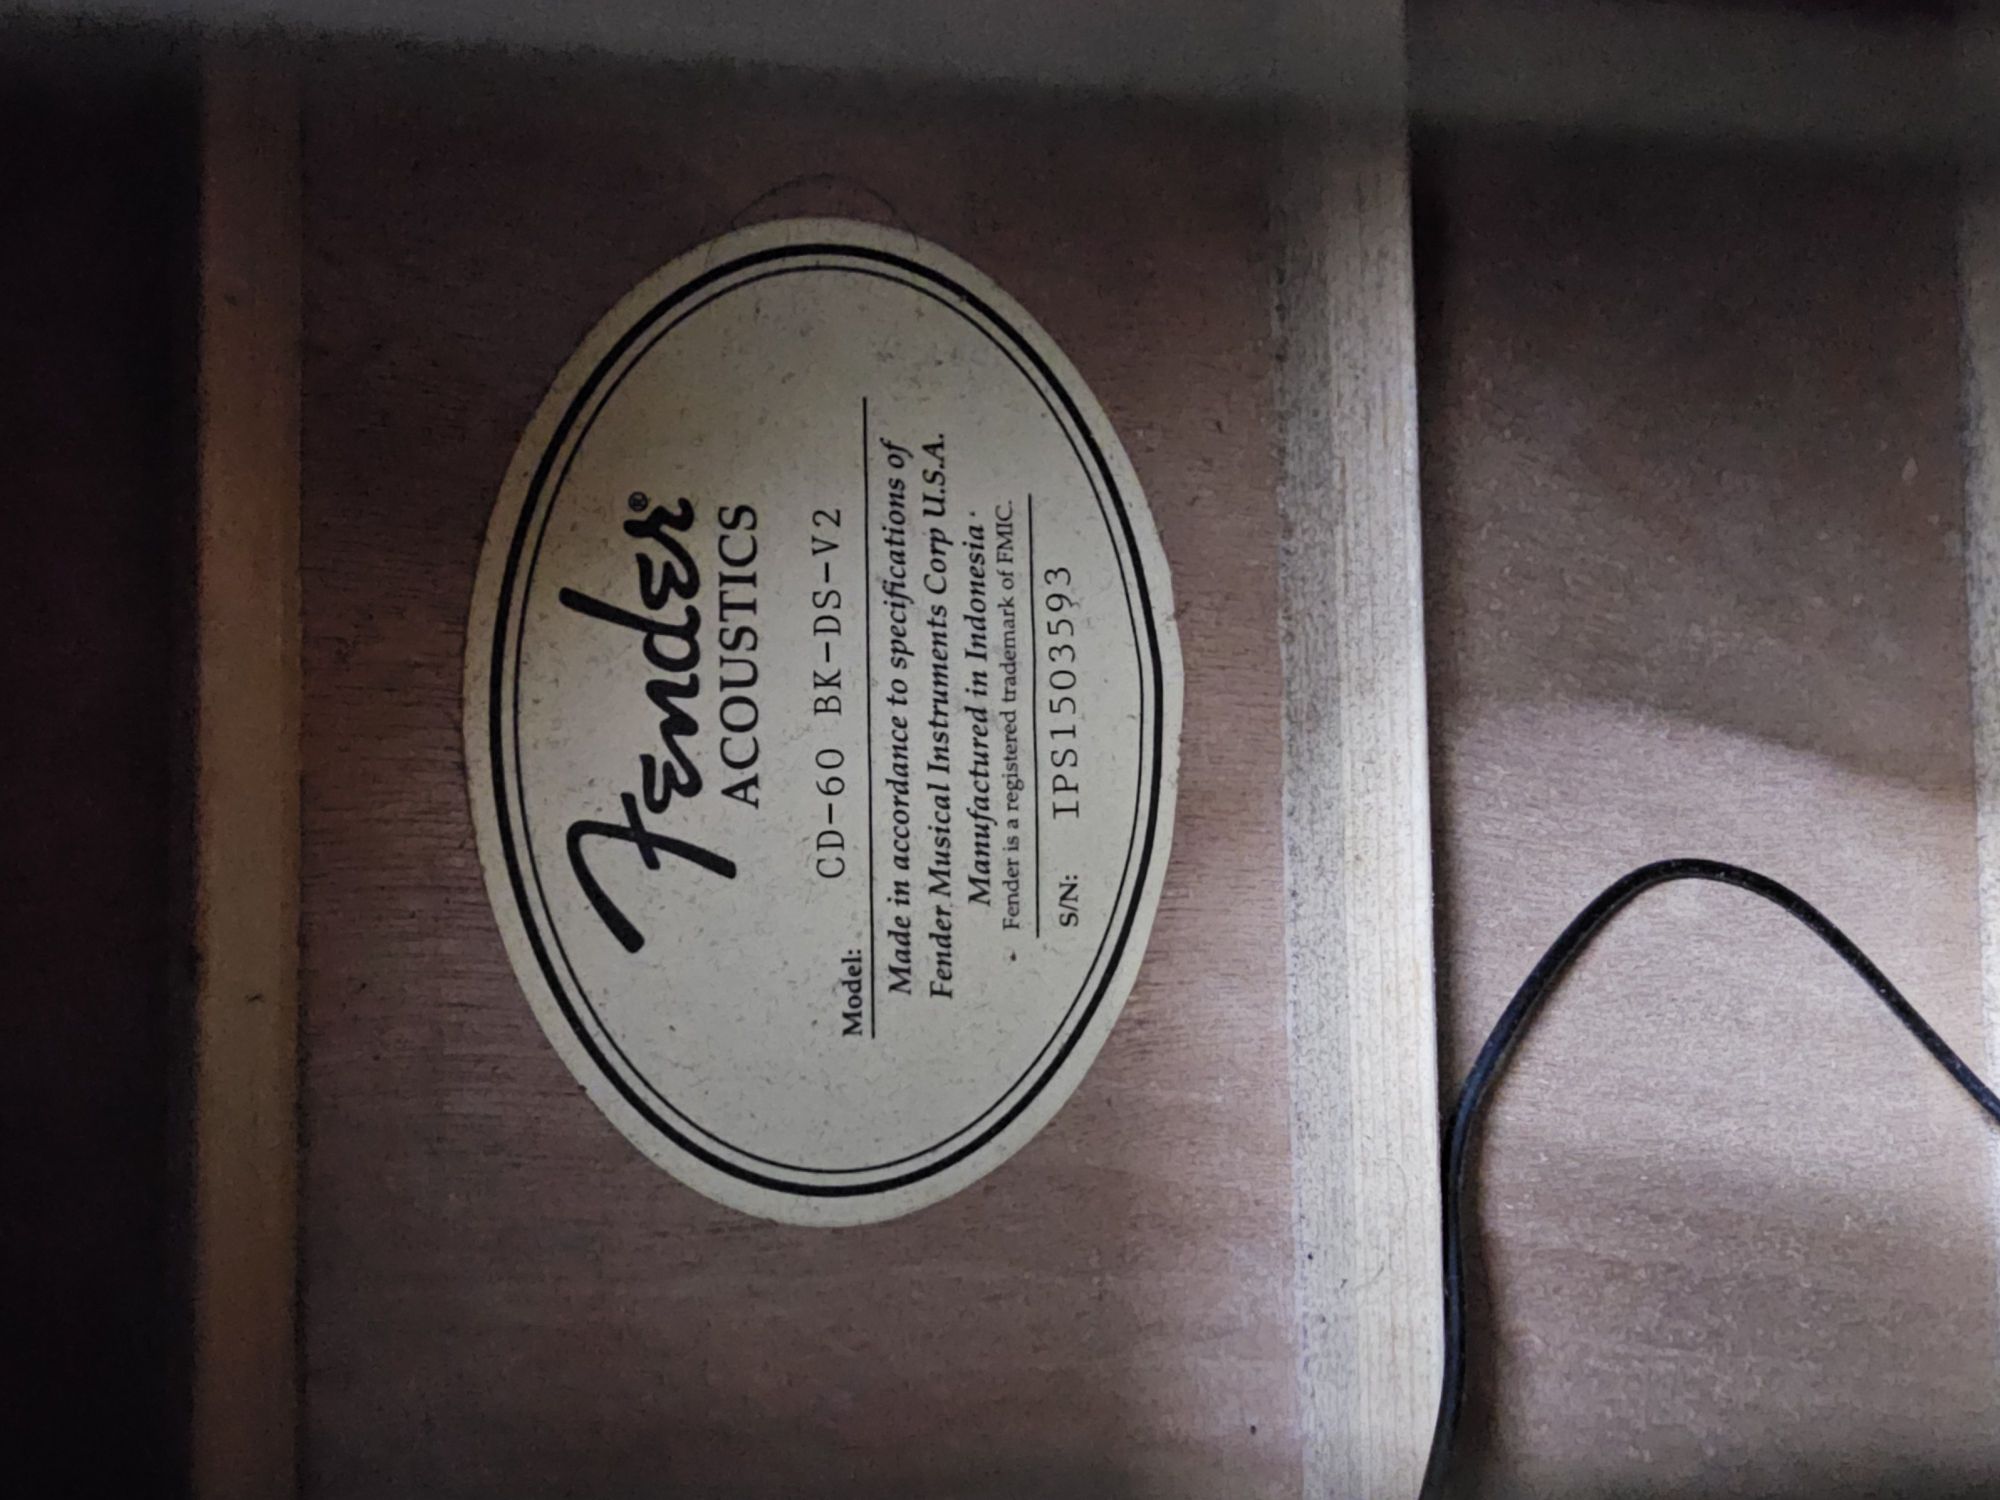 Fender®
ACOUSTICS
Model: CD-60 BK-DS-V2
Made in accordance to specifications of
Fender Musical Instruments Corp U.S.A.
Manufactured in Indonesia
Fender is a registered trademark of FMIC.
S/N: IPS15035593